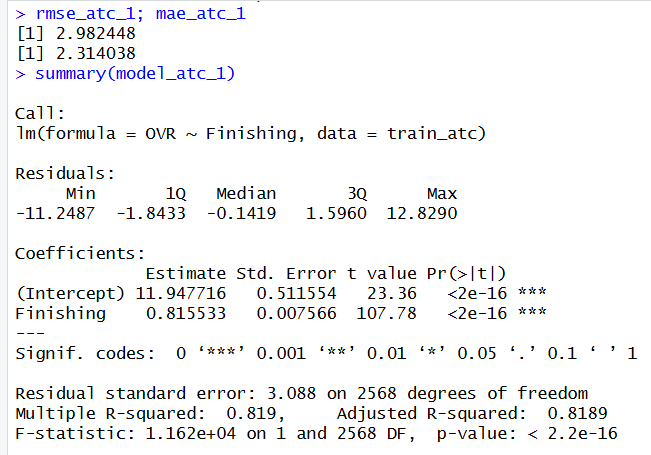 > rmse_atc_1; mae_atc_1
[1] 2.982448
[1] 2.314038
> summary(model_atc_1)
Call:
lm(formula = OVR ~ Finishing, data = train_atc)
Residuals:
     Min       1Q   Median       3Q      Max
-11.2487  -1.8433  -0.1419   1.5960  12.8290
Coefficients:
             Estimate Std. Error t value Pr(>|t|)
(Intercept) 11.947716   0.511554   23.36   <2e-16 ***
Finishing    0.815533   0.007566  107.78   <2e-16 ***
---
Signif. codes:  0 ‘***’ 0.001 ‘**’ 0.01 ‘*’ 0.05 ‘.’ 0.1 ‘ ’ 1
Residual standard error: 3.088 on 2568 degrees of freedom
Multiple R-squared:  0.819,     Adjusted R-squared:  0.8189
F-statistic: 1.162e+04 on 1 and 2568 DF,  p-value: < 2.2e-16